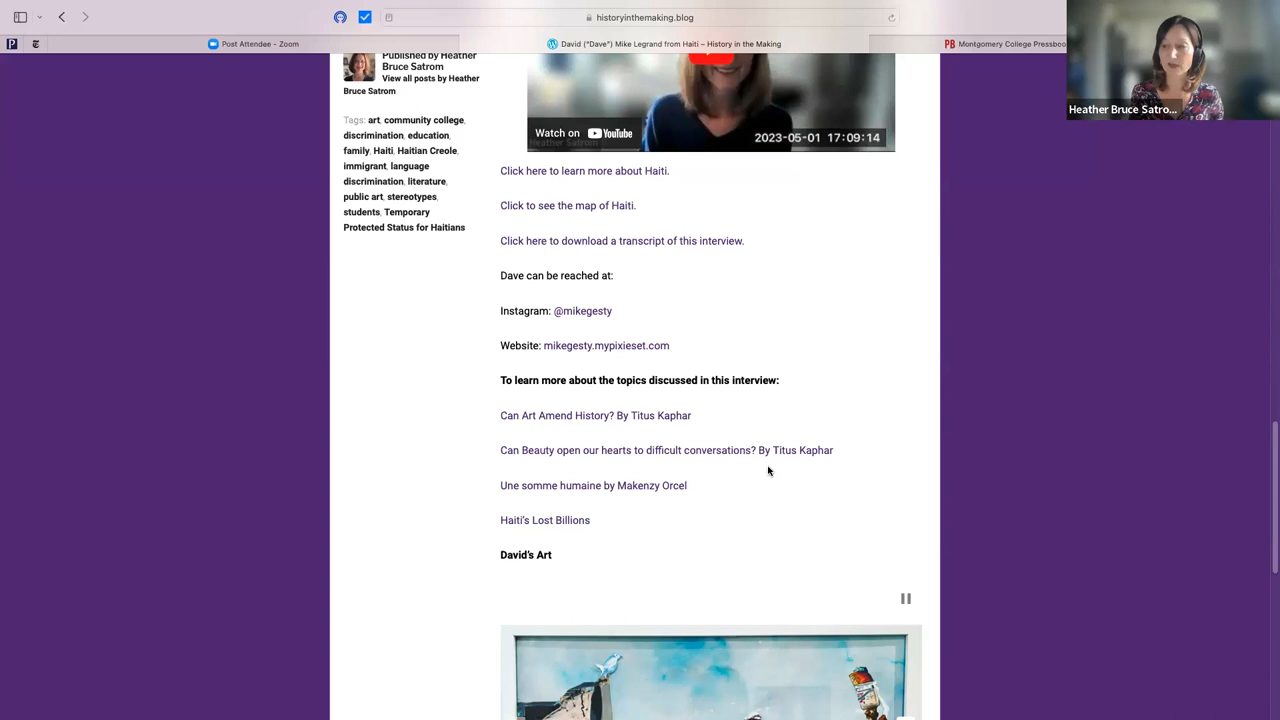 historyinthemaking.blog
Post Attendee - Zoom
David ("Dave") Mike Legrand from Haiti – History in the Making
Montgomery College Pressboo
Heather Bruce Satro...
Published by Heather
Bruce Satrom
View all posts by Heather
Bruce Satrom
Tags: art, community college,
discrimination, education,
family, Haiti, Haitian Creole,
immigrant, language
discrimination, literature,
public art, stereotypes,
students, Temporary
Protected Status for Haitians
Watch on YouTube
Heather Satrom
2023-05-01 17:09:14
Click here to learn more about Haiti.
Click to see the map of Haiti.
Click here to download a transcript of this interview.
Dave can be reached at:
Instagram: @mikegesty
Website: mikegesty.mypixieset.com
To learn more about the topics discussed in this interview:
Can Art Amend History? By Titus Kaphar
Can Beauty open our hearts to difficult conversations? By Titus Kaphar
Une somme humaine by Makenzy Orcel
Haiti's Lost Billions
David's Art